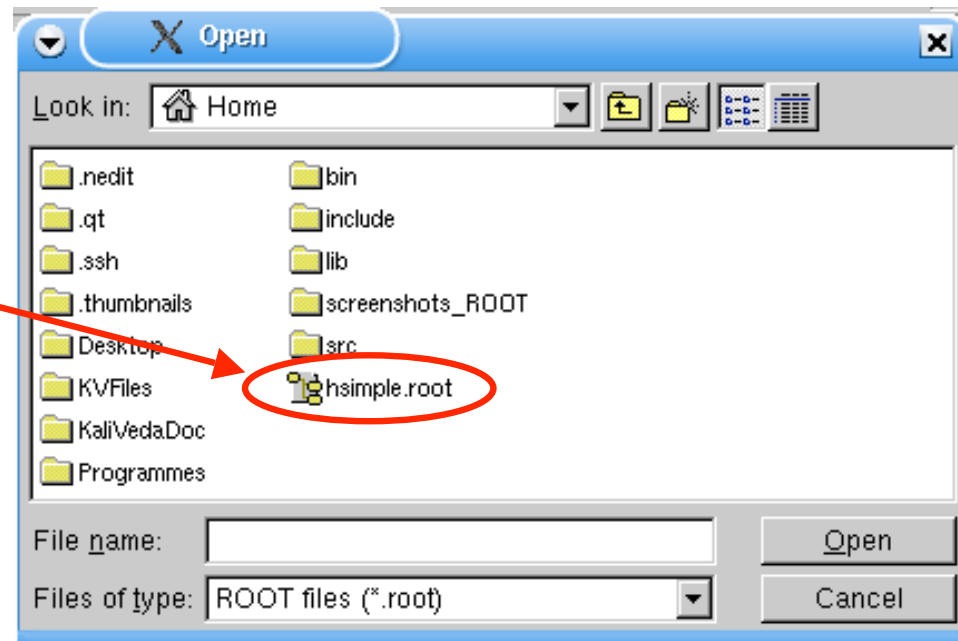 Open
Look in: Home
.nedit
.qt
.ssh
.thumbnails
Desktop
KVFiles
KaliVedaDoc
Programmes
bin
include
lib
screenshots_ROOT
src
hsimple.root
File name:
Open
Files of type: ROOT files (*.root)
Cancel